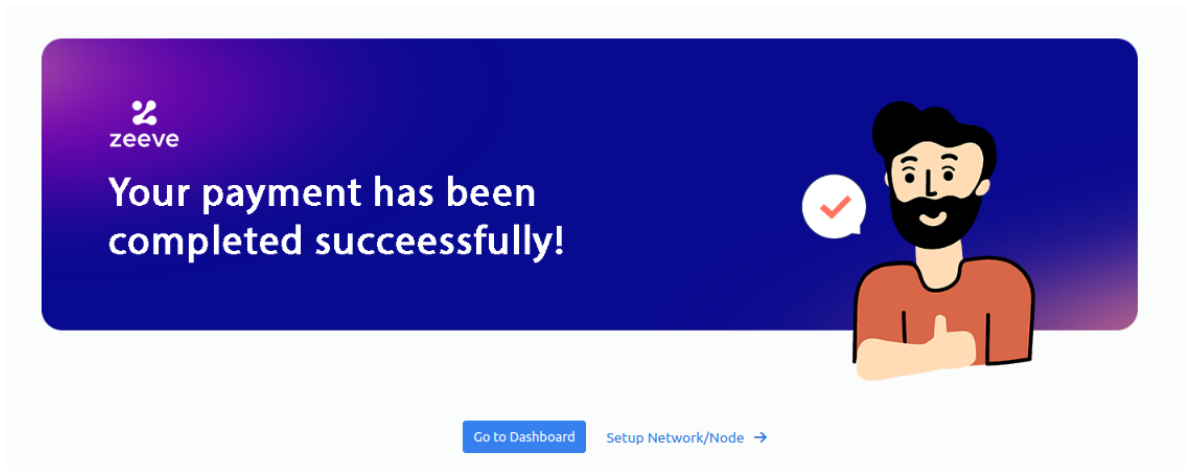 zeeve
Your payment has been
completed succeessfully!
Go to Dashboard
Setup Network/Node →